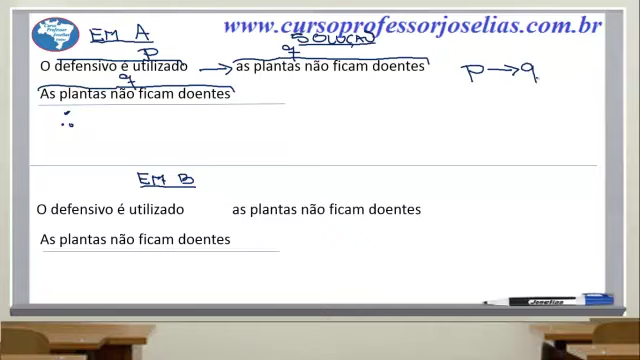 www.cursoprofessorjoselias.com.br
EM A SOLUÇÃO
p q
O defensivo é utilizado → as plantas não ficam doentes p → q
q
As plantas não ficam doentes
∴
EM B
O defensivo é utilizado as plantas não ficam doentes
As plantas não ficam doentes
Joselias